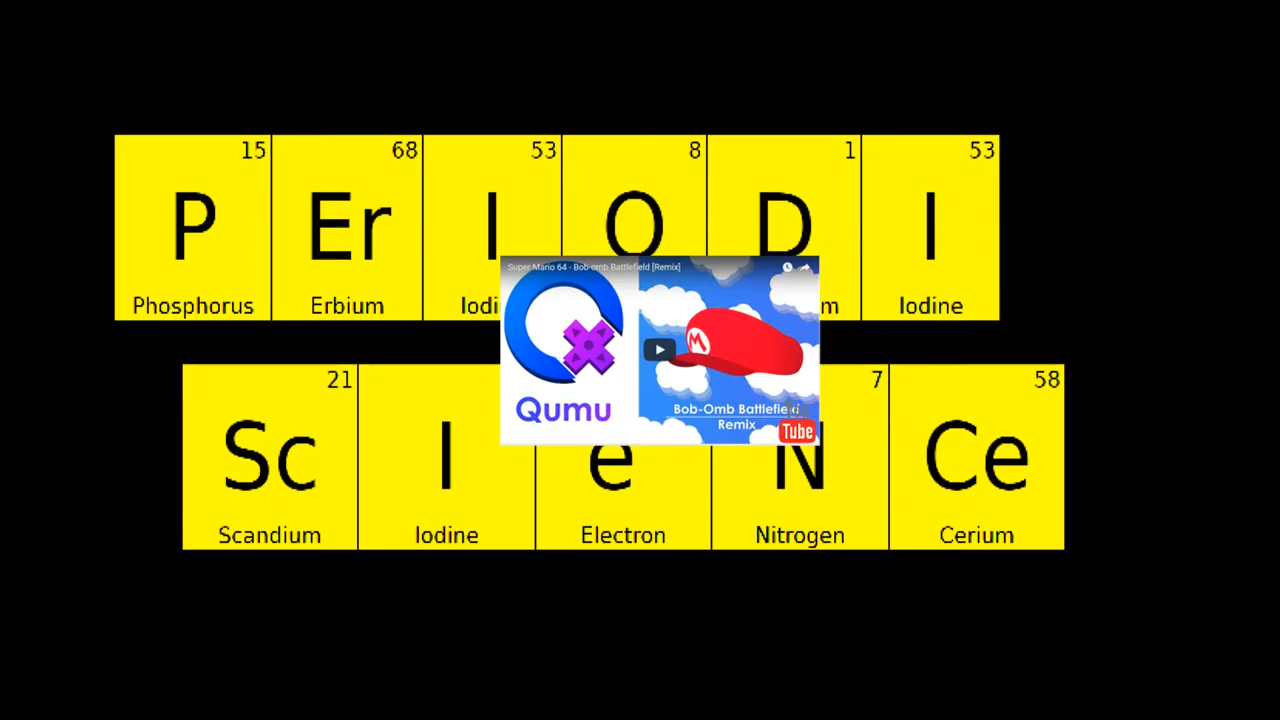 15 68 53 8 1 53
P Er I O D I
Phosphorus Erbium Iodine
Super Mario 64 - Bob omb Battlefield [Remix]
M
Qumu
Bob-Omb Battlefield
Remix
Tube
21 7 58
Sc I e N Ce
Scandium Iodine Electron Nitrogen Cerium